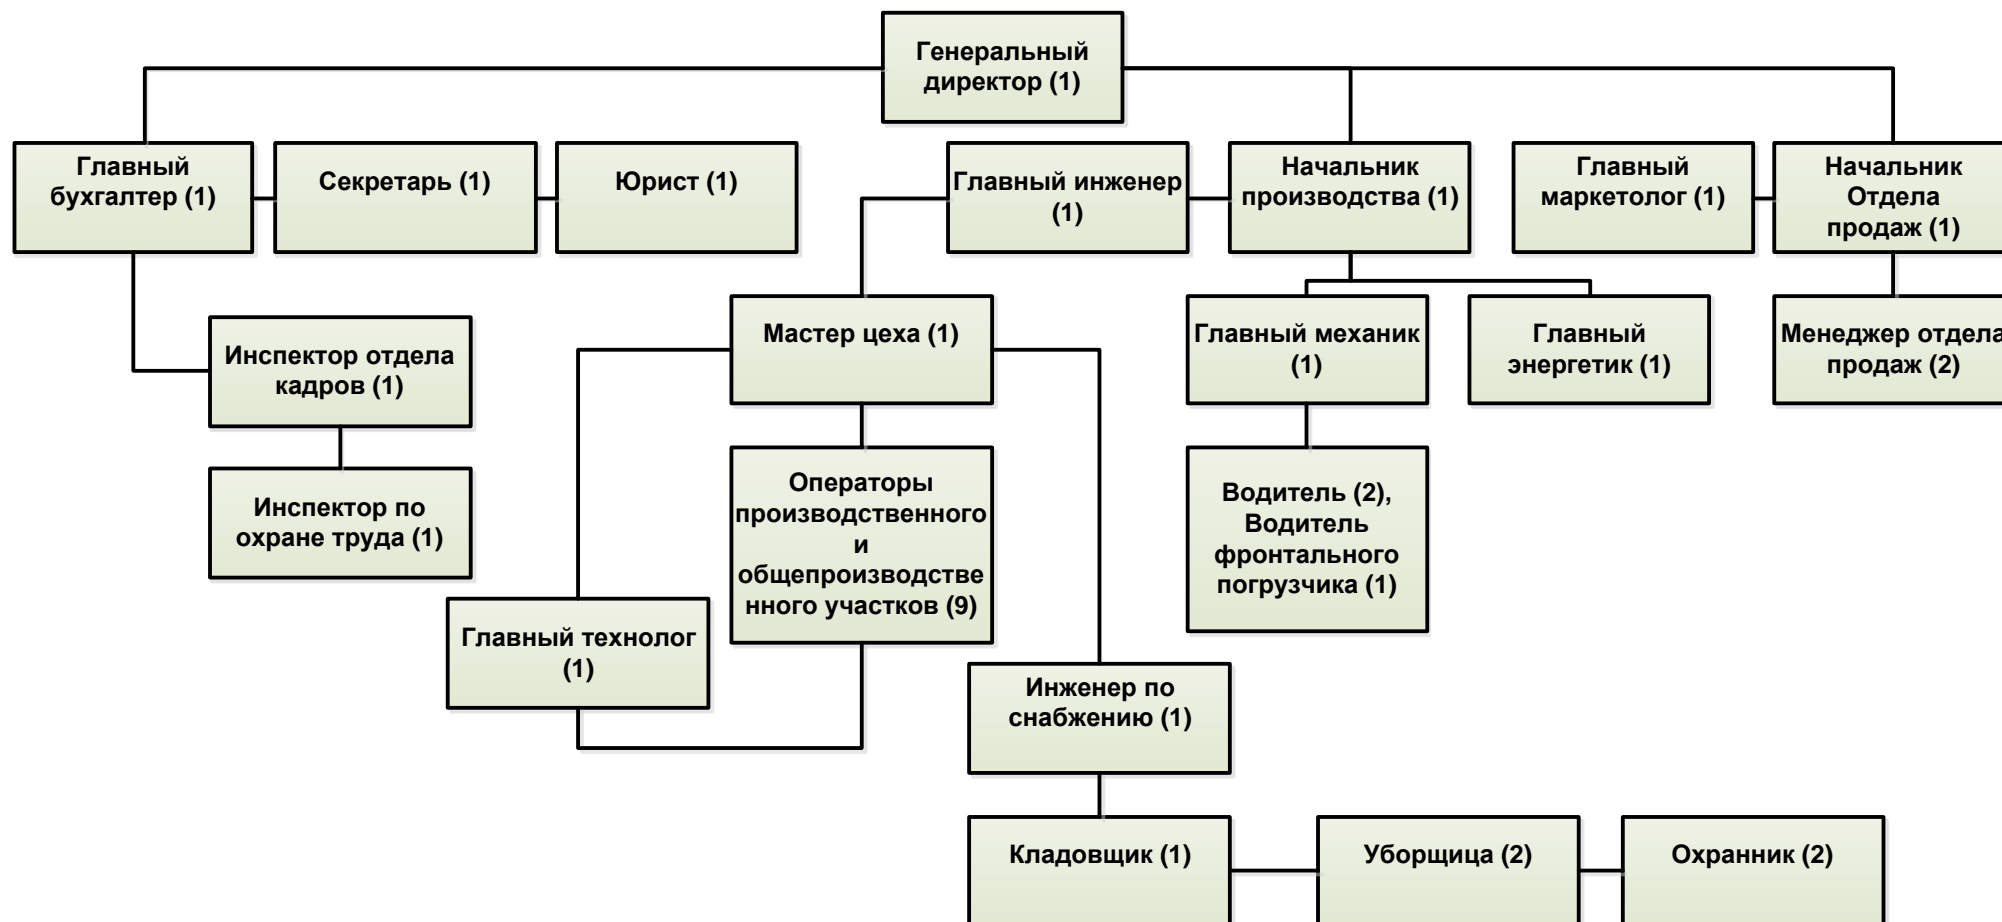 Генеральный
директор (1)
Главный
бухгалтер (1)
Секретарь (1)
Юрист (1)
Главный инженер
(1)
Начальник
производства (1)
Главный
маркетолог (1)
Начальник
Отдела
продаж (1)
Инспектор отдела
кадров (1)
Мастер цеха (1)
Главный механик
(1)
Главный
энергетик (1)
Менеджер отдела
продаж (2)
Инспектор по
охране труда (1)
Операторы
производственного
и
общепроизводстве
нного участков (9)
Водитель (2),
Водитель
фронтального
погрузчика (1)
Главный технолог
(1)
Инженер по
снабжению (1)
Кладовщик (1)
Уборщица (2)
Охранник (2)